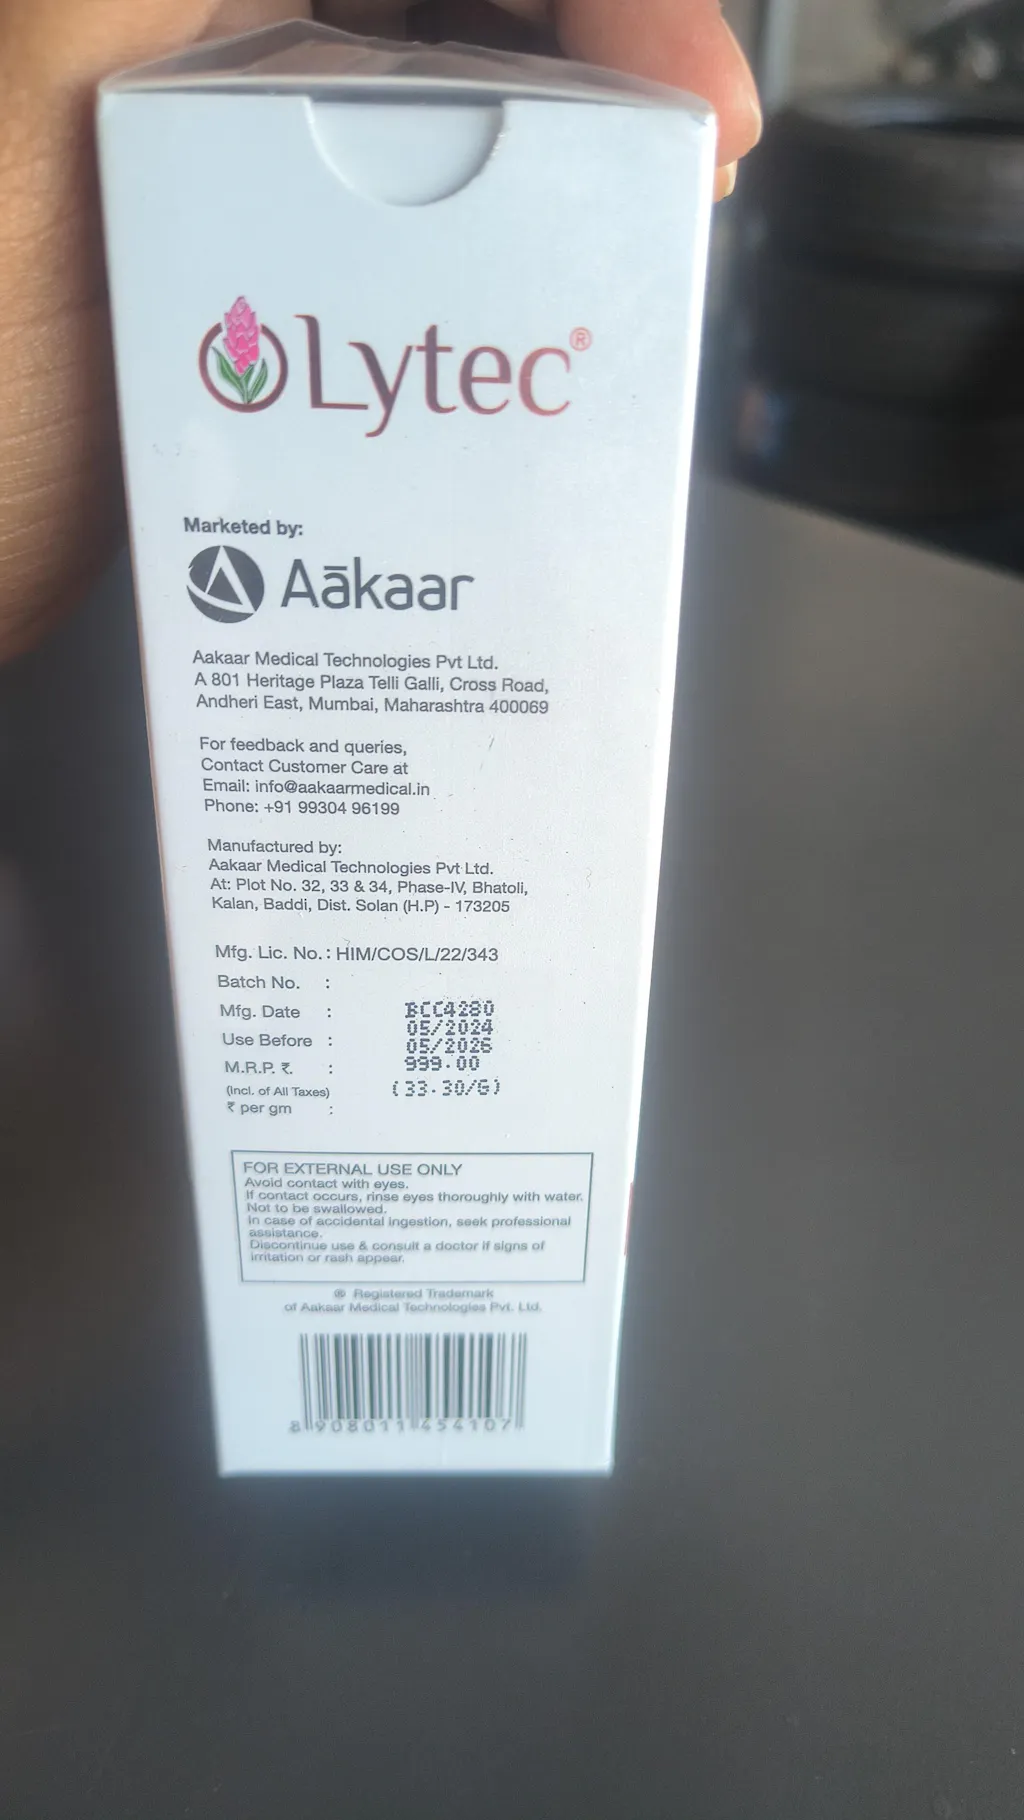 Lytec®
Marketed by:
Aākaar
Aakaar Medical Technologies Pvt Ltd.
A 801 Heritage Plaza Telli Galli, Cross Road,
Andheri East, Mumbai, Maharashtra 400069
For feedback and queries,
Contact Customer Care at
Email: info@aakaarmedical.in
Phone: +91 99304 96199
Manufactured by:
Aakaar Medical Technologies Pvt Ltd.
At: Plot No. 32, 33 & 34, Phase-IV, Bhatoli,
Kalan, Baddi, Dist. Solan (H.P) - 173205
Mfg. Lic. No. : HIM/COS/L/22/343
Batch No. : BCC4280
Mfg. Date : 05/2024
Use Before : 05/2026
M.R.P. ₹. : 999.00
(Incl. of All Taxes)
₹ per gm : (33.30/G)
FOR EXTERNAL USE ONLY
Avoid contact with eyes.
If contact occurs, rinse eyes thoroughly with water.
Not to be swallowed.
In case of accidental ingestion, seek professional
assistance.
Discontinue use & consult a doctor if signs of
irritation or rash appear.
® Registered Trademark
of Aakaar Medical Technologies Pvt. Ltd.
8 908011 454107